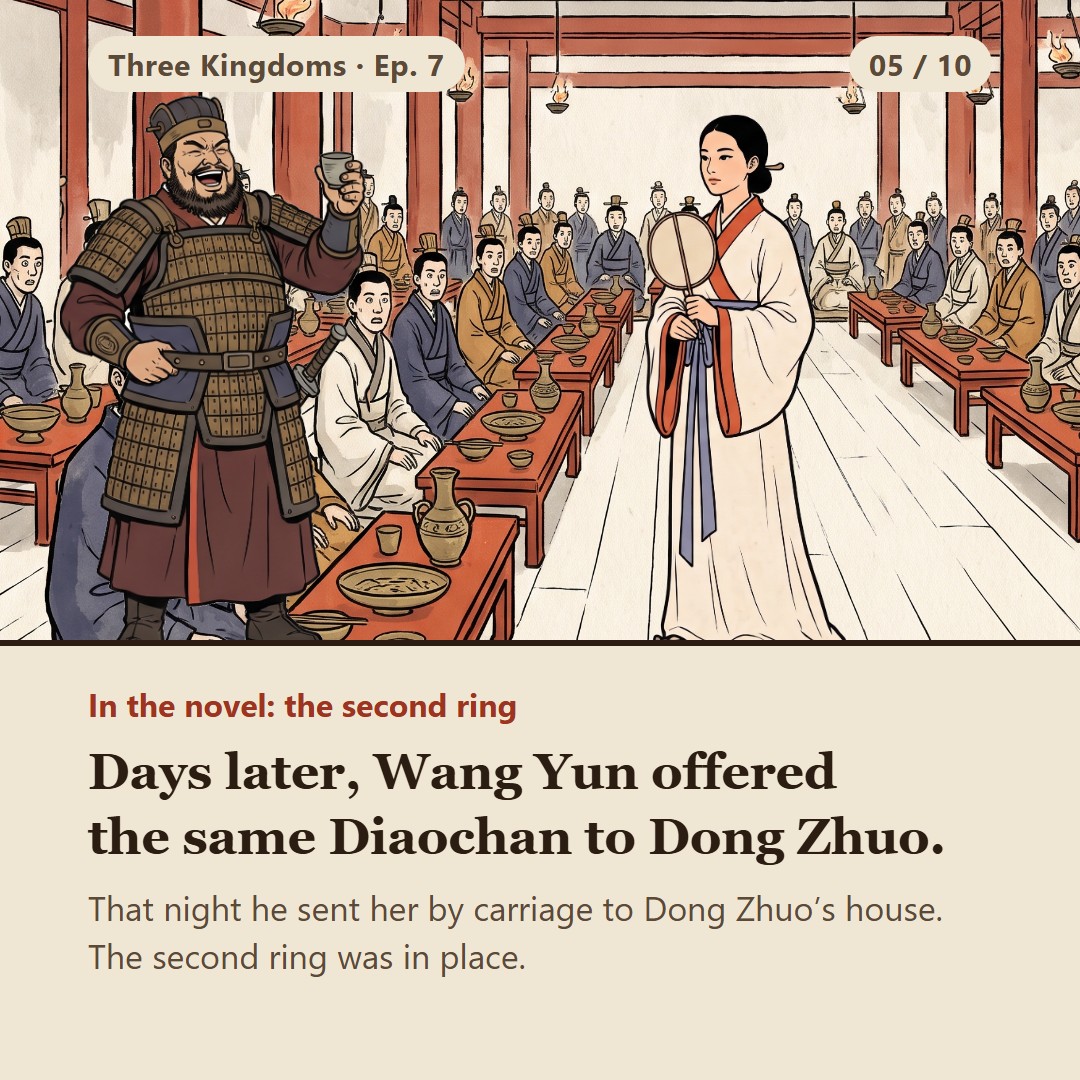 Three Kingdoms · Ep. 7
05 / 10
In the novel: the second ring
Days later, Wang Yun offered
the same Diaochan to Dong Zhuo.
That night he sent her by carriage to Dong Zhuo’s house.
The second ring was in place.